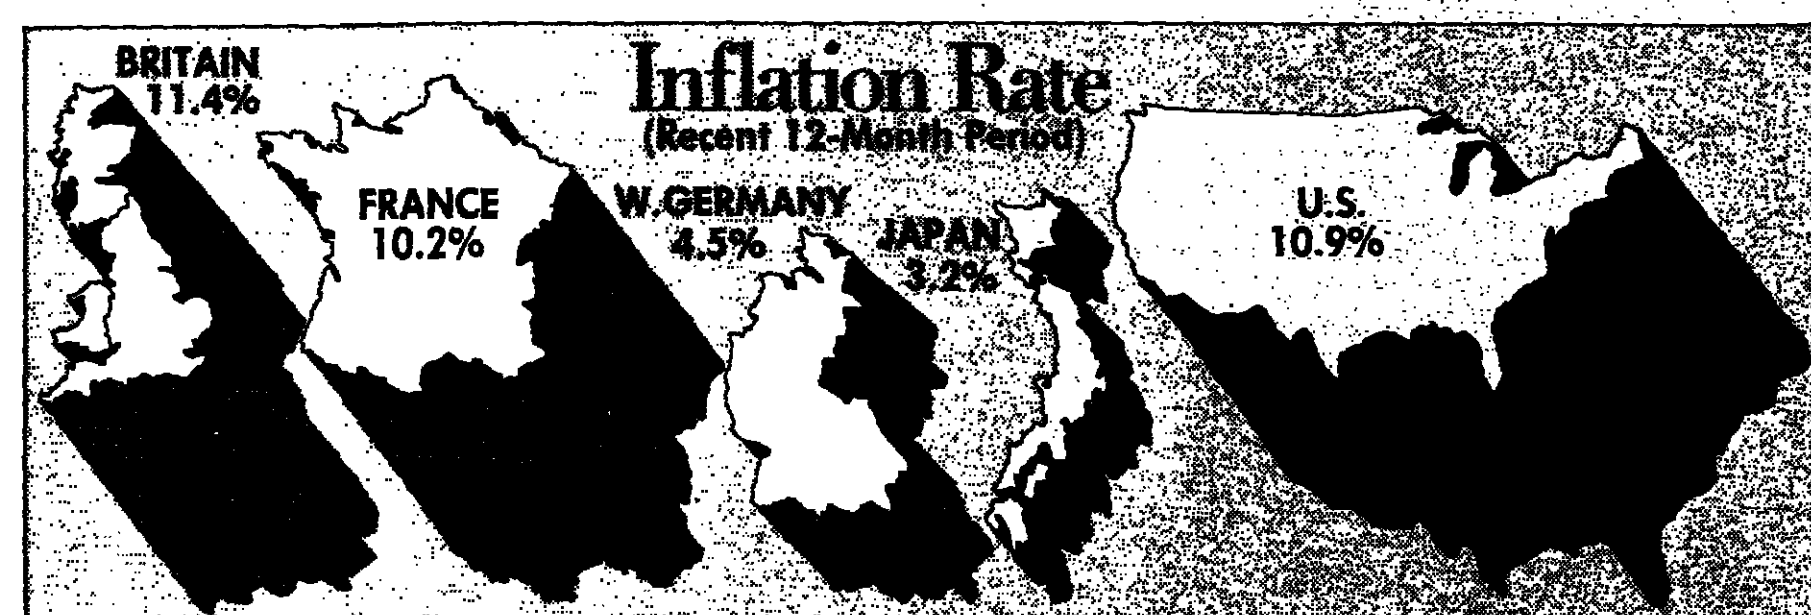 Inflation Rate
(Recent 12-Month Period)
BRITAIN
11.4%
FRANCE
10.2%
W.GERMANY
4.5%
JAPAN
3.2%
U.S.
10.9%